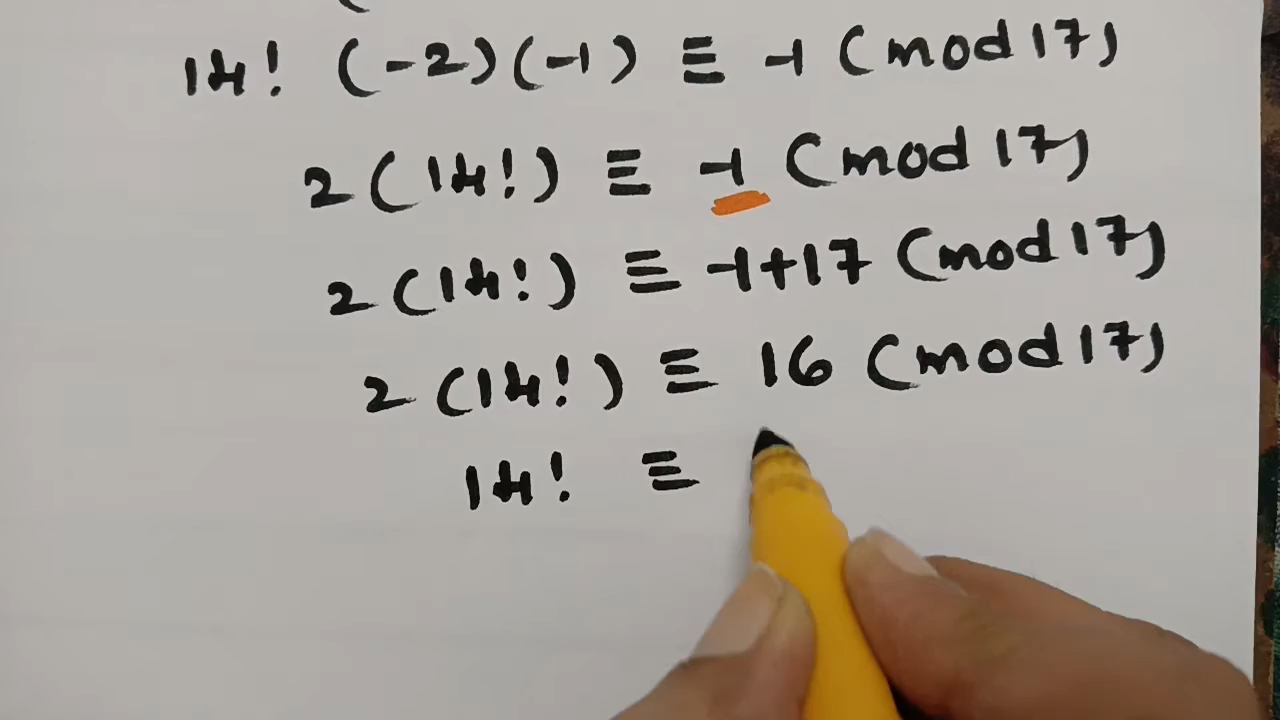 14! (-2)(-1) ≡ -1 (mod 17)
2 (14!) ≡ -1 (mod 17)
2 (14!) ≡ -1+17 (mod 17)
2 (14!) ≡ 16 (mod 17)
14! ≡